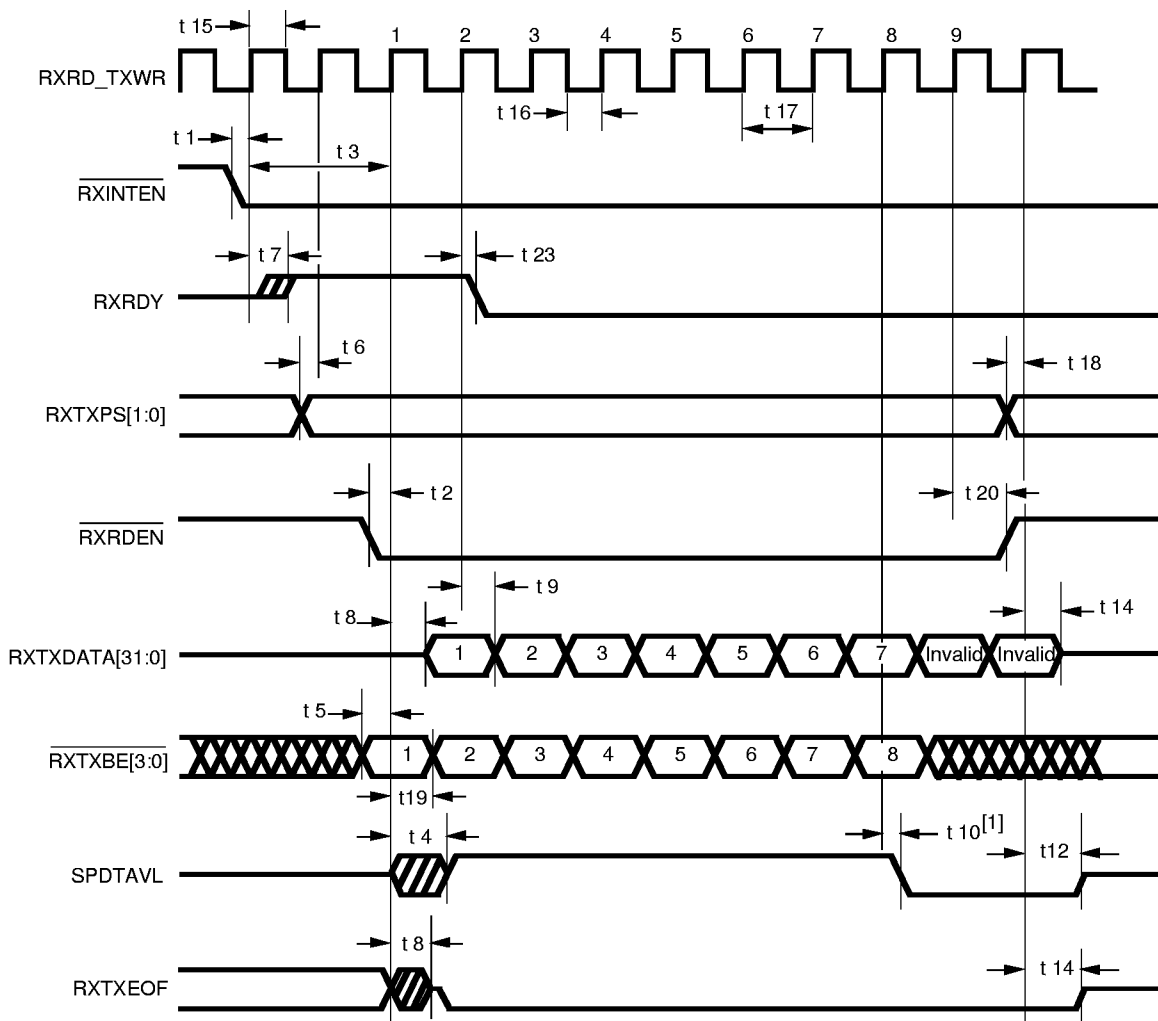 t 15
1 2 3 4 5 6 7 8 9
RXRD_TXWR
t 16
t 17
t 1
t 3
RXINTEN
t 7
t 23
RXRDY
t 6
t 18
RXTXPS[1:0]
t 2
t 20
RXRDEN
t 9
t 8
t 14
RXTXDATA[31:0]
1 2 3 4 5 6 7 Invalid Invalid
t 5
RXTXBE[3:0]
1 2 3 4 5 6 7 8
t19
t 4
t 10[1]
t12
SPDTAVL
t 8
t 14
RXTXEOF